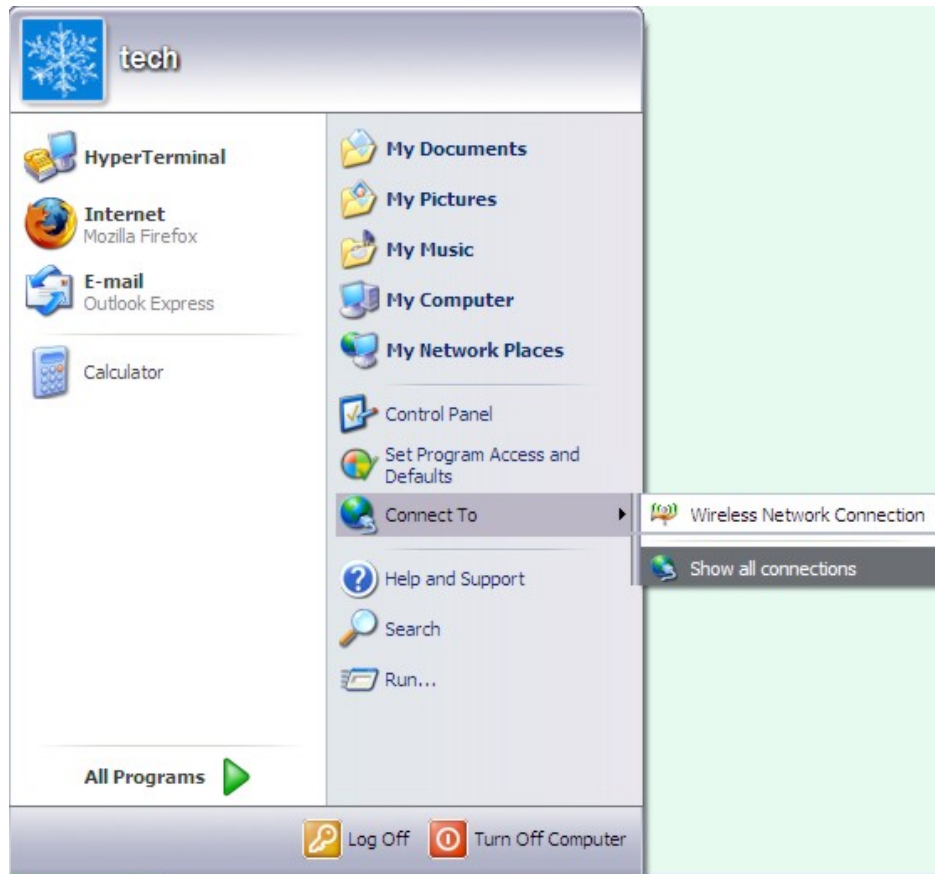 tech
HyperTerminal
Internet
Mozilla Firefox
E-mail
Outlook Express
Calculator
All Programs
My Documents
My Pictures
My Music
My Computer
My Network Places
Control Panel
Set Program Access and
Defaults
Connect To
Wireless Network Connection
Show all connections
Help and Support
Search
Run...
Log Off
Turn Off Computer